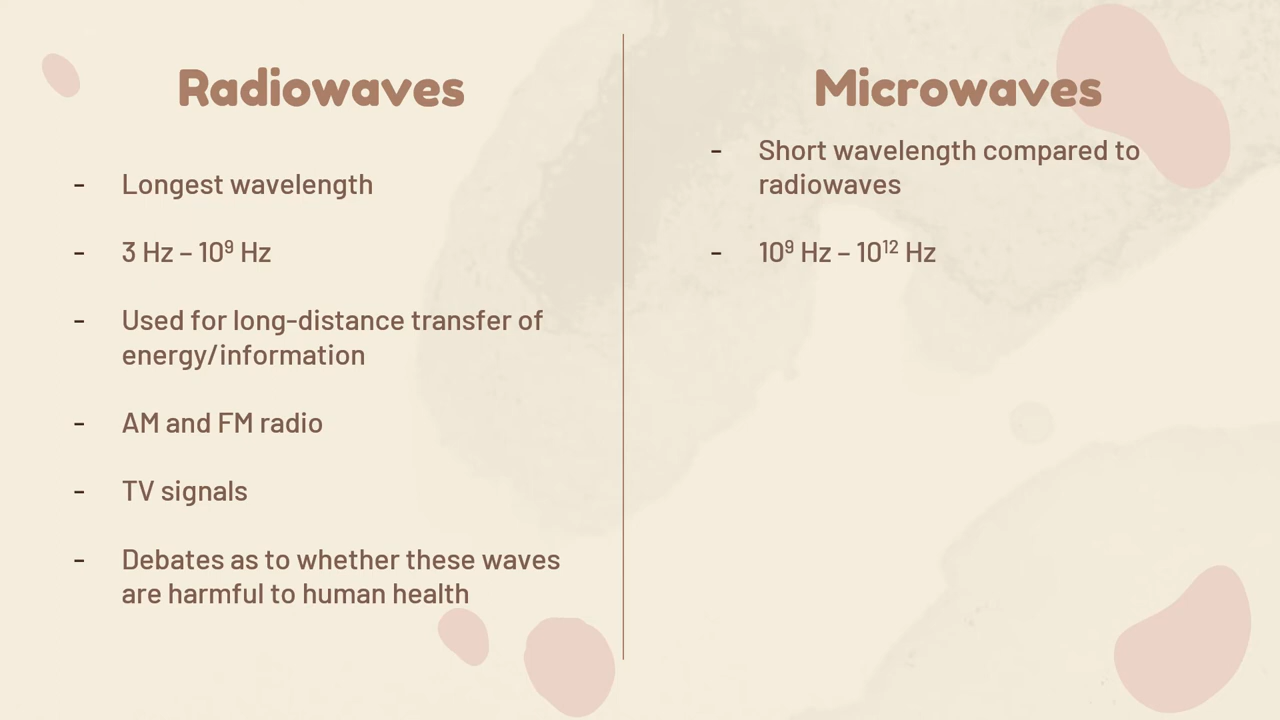 Radiowaves
- Longest wavelength
- 3 Hz – 10⁹ Hz
- Used for long-distance transfer of
energy/information
- AM and FM radio
- TV signals
- Debates as to whether these waves
are harmful to human health
Microwaves
- Short wavelength compared to
radiowaves
- 10⁹ Hz – 10¹² Hz